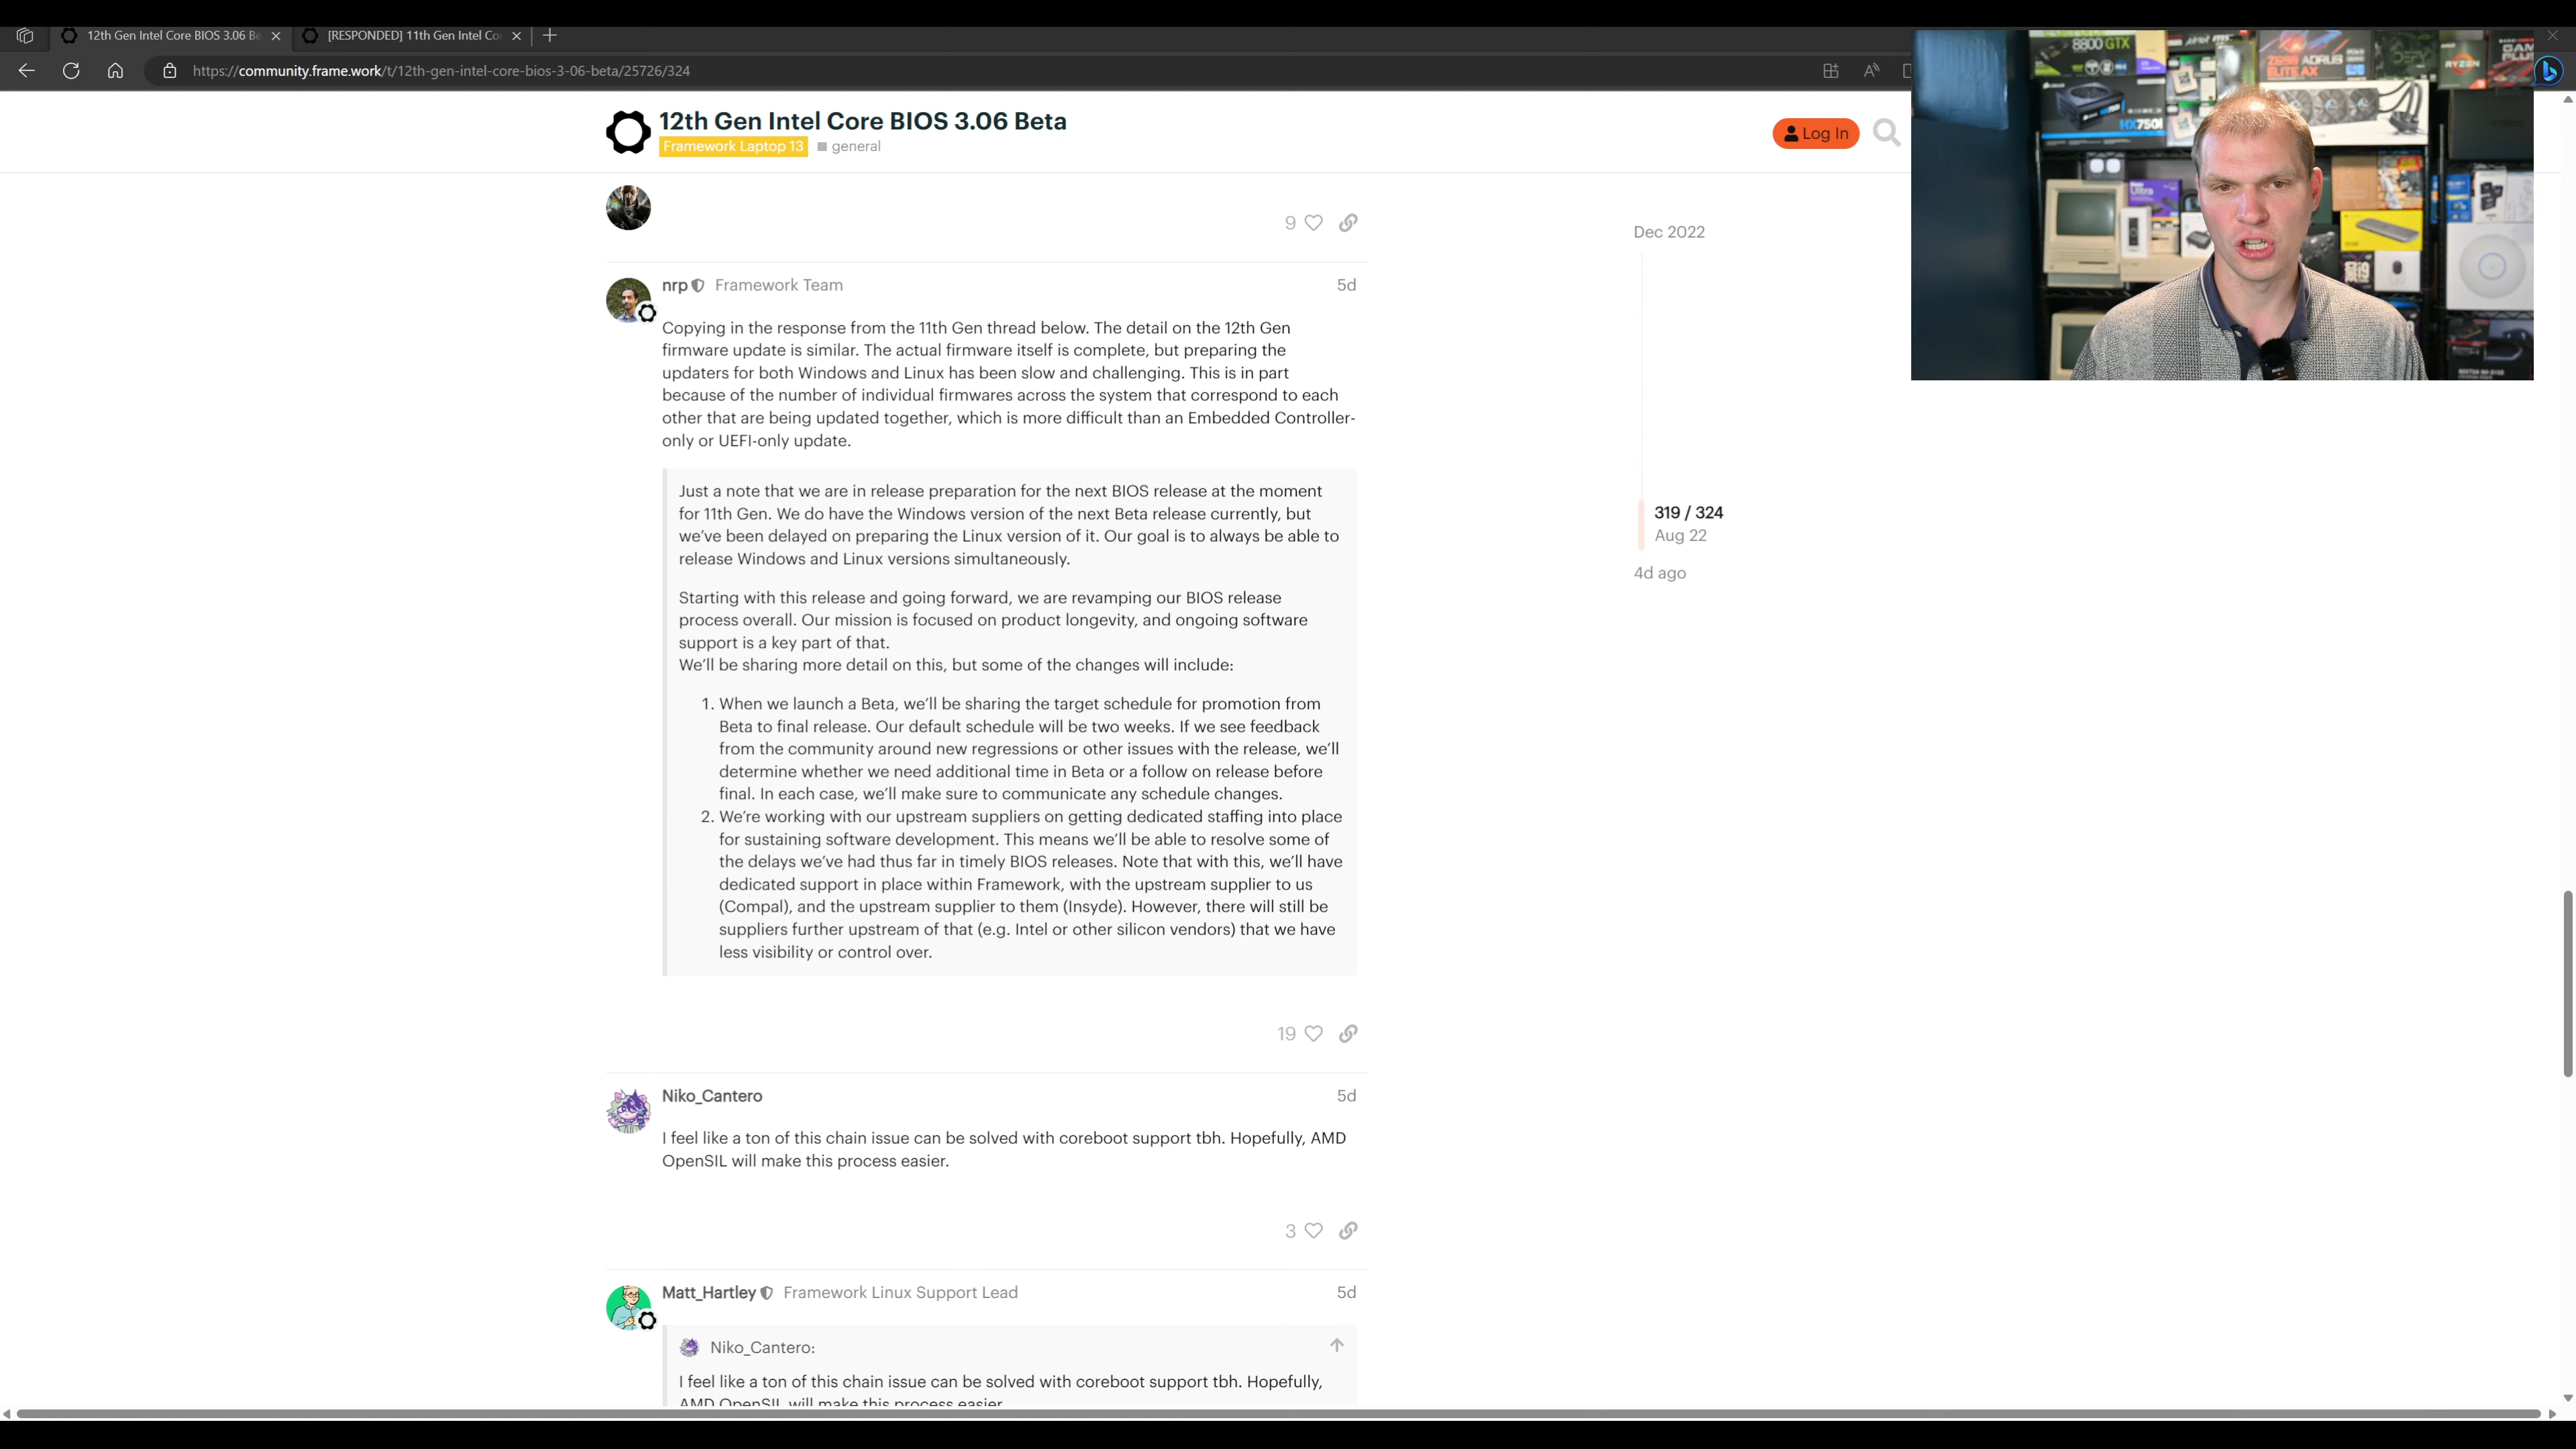 12th Gen Intel Core BIOS 3.06 Be
[RESPONDED] 11th Gen Intel Co
https://community.frame.work/t/12th-gen-intel-core-bios-3-06-beta/25726/324
12th Gen Intel Core BIOS 3.06 Beta
Framework Laptop 13 general
Log In
8800 GTX
HX750i
Z690 AORUS
ELITE AX
RYZEN
Ultra
9
Dec 2022
319 / 324
Aug 22
4d ago
nrp Framework Team 5d
Copying in the response from the 11th Gen thread below. The detail on the 12th Gen
firmware update is similar. The actual firmware itself is complete, but preparing the
updaters for both Windows and Linux has been slow and challenging. This is in part
because of the number of individual firmwares across the system that correspond to each
other that are being updated together, which is more difficult than an Embedded Controller-
only or UEFI-only update.
Just a note that we are in release preparation for the next BIOS release at the moment
for 11th Gen. We do have the Windows version of the next Beta release currently, but
we've been delayed on preparing the Linux version of it. Our goal is to always be able to
release Windows and Linux versions simultaneously.
Starting with this release and going forward, we are revamping our BIOS release
process overall. Our mission is focused on product longevity, and ongoing software
support is a key part of that.
We'll be sharing more detail on this, but some of the changes will include:
1. When we launch a Beta, we'll be sharing the target schedule for promotion from
Beta to final release. Our default schedule will be two weeks. If we see feedback
from the community around new regressions or other issues with the release, we'll
determine whether we need additional time in Beta or a follow on release before
final. In each case, we'll make sure to communicate any schedule changes.
2. We're working with our upstream suppliers on getting dedicated staffing into place
for sustaining software development. This means we'll be able to resolve some of
the delays we've had thus far in timely BIOS releases. Note that with this, we'll have
dedicated support in place within Framework, with the upstream supplier to us
(Compal), and the upstream supplier to them (Insyde). However, there will still be
suppliers further upstream of that (e.g. Intel or other silicon vendors) that we have
less visibility or control over.
19
Niko_Cantero 5d
I feel like a ton of this chain issue can be solved with coreboot support tbh. Hopefully, AMD
OpenSIL will make this process easier.
3
Matt_Hartley Framework Linux Support Lead 5d
Niko_Cantero:
I feel like a ton of this chain issue can be solved with coreboot support tbh. Hopefully,
AMD OpenSIL will make this process easier